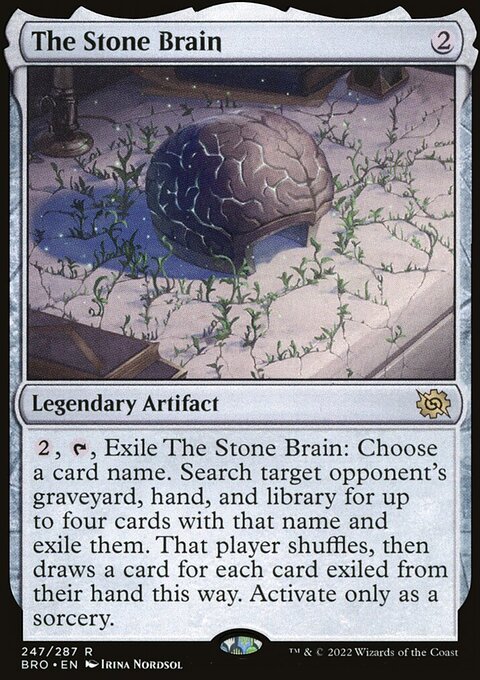 The Stone Brain 2
Legendary Artifact
2, , Exile The Stone Brain: Choose
a card name. Search target opponent's
graveyard, hand, and library for up
to four cards with that name and
exile them. That player shuffles, then
draws a card for each card exiled from
their hand this way. Activate only as a
sorcery.
247/287 R
BRO • EN Irina Nordsol
™ & © 2022 Wizards of the Coast